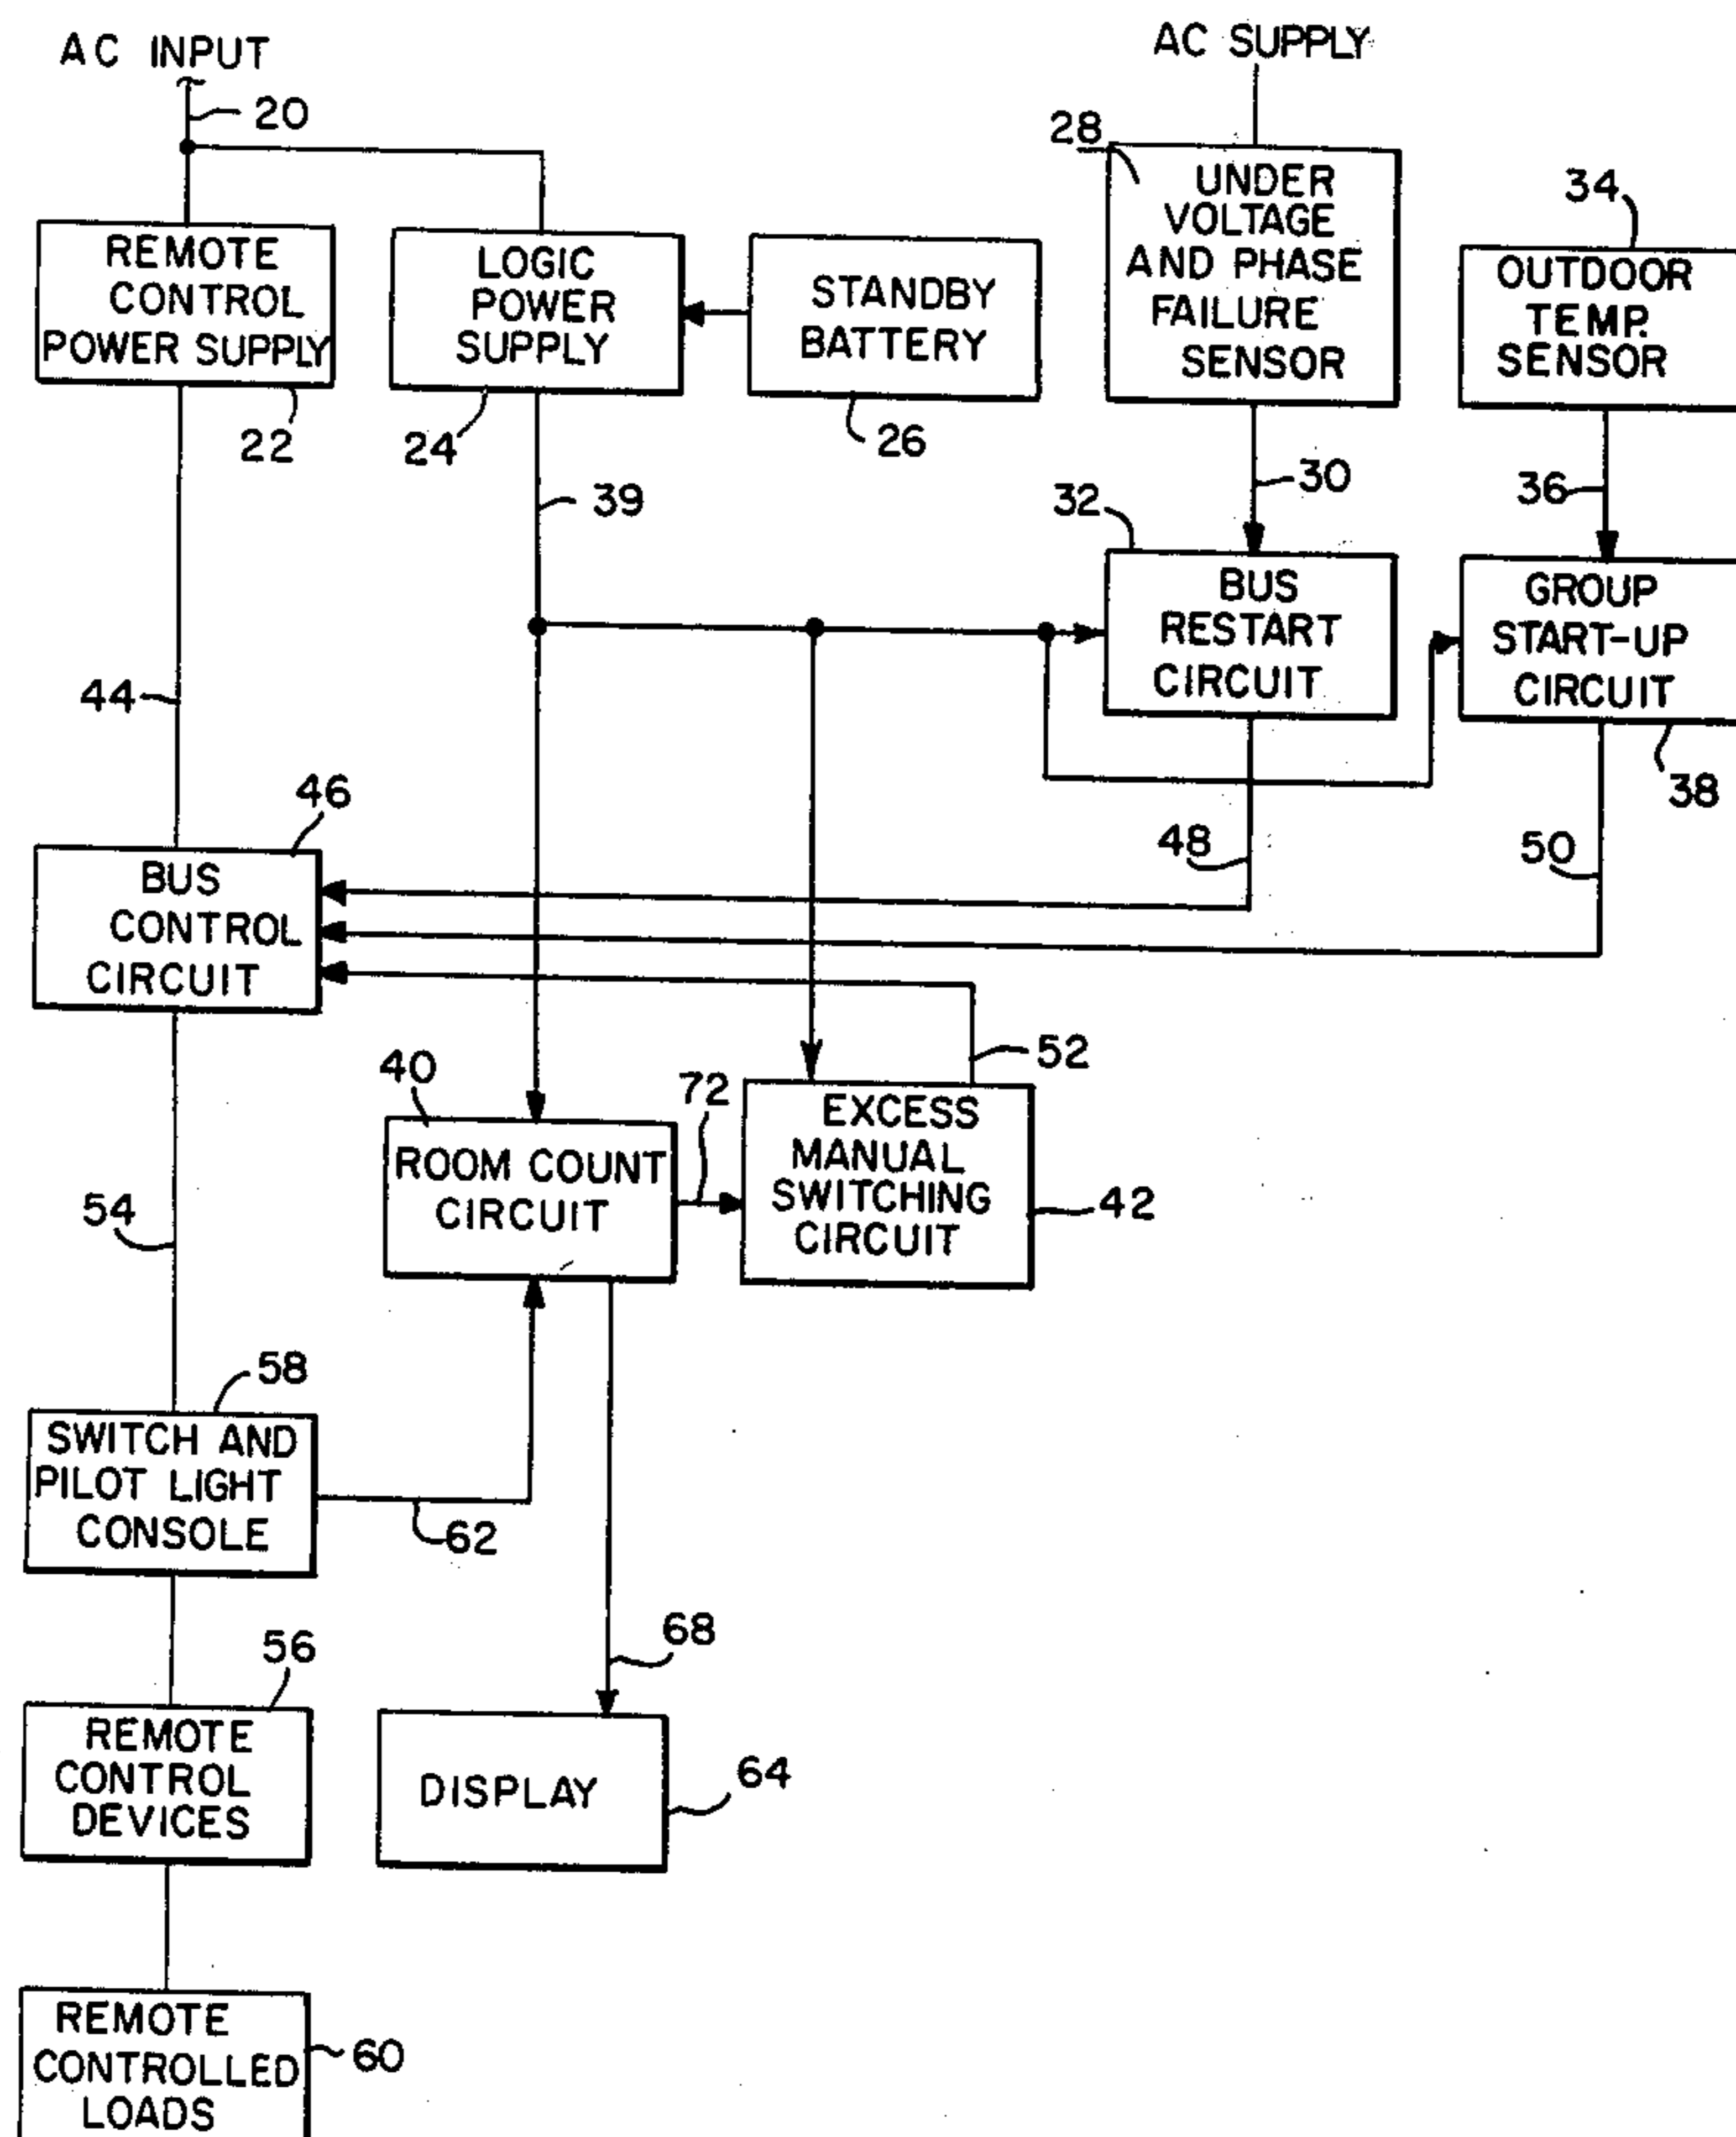 AC INPUT
20
AC SUPPLY
28
UNDER
VOLTAGE
AND PHASE
FAILURE
SENSOR
34
OUTDOOR
TEMP.
SENSOR
REMOTE
CONTROL
POWER SUPPLY
22
LOGIC
POWER
SUPPLY
24
STANDBY
BATTERY
26
39
30
36
32
BUS
RESTART
CIRCUIT
GROUP
START-UP
CIRCUIT
38
44
46
48
50
BUS
CONTROL
CIRCUIT
52
40
72
ROOM COUNT
CIRCUIT
EXCESS
MANUAL
SWITCHING
CIRCUIT
42
54
58
SWITCH AND
PILOT LIGHT
CONSOLE
62
56
68
REMOTE
CONTROL
DEVICES
DISPLAY
64
REMOTE
CONTROLLED
LOADS
60